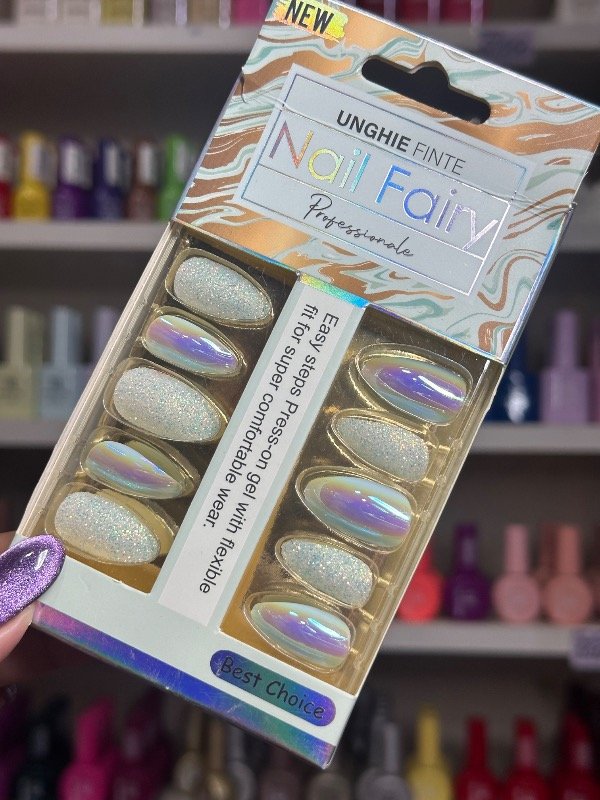 NEW
UNGHIE FINTE
Nail Fairy
Professionale
Easy steps Press-on gel with flexible
fit for super comfortable wear.
Best Choice